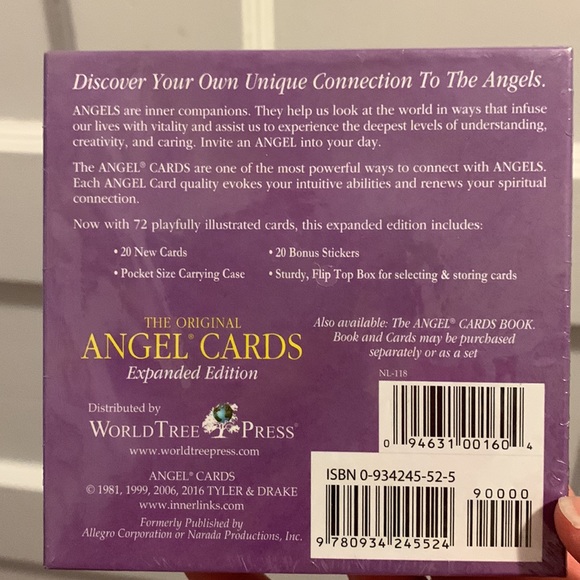 Discover Your Own Unique Connection To The Angels.
ANGELS are inner companions. They help us look at the world in ways that infuse
our lives with vitality and assist us to experience the deepest levels of understanding,
creativity, and caring. Invite an ANGEL into your day.
The ANGEL® CARDS are one of the most powerful ways to connect with ANGELS.
Each ANGEL Card quality evokes your intuitive abilities and renews your spiritual
connection.
Now with 72 playfully illustrated cards, this expanded edition includes:
• 20 New Cards
• Pocket Size Carrying Case
• 20 Bonus Stickers
• Sturdy, Flip Top Box for selecting & storing cards
THE ORIGINAL
ANGEL® CARDS
Expanded Edition
Distributed by
WORLDTREE PRESS®
www.worldtreepress.com
ANGEL® CARDS
© 1981, 1999, 2006, 2016 TYLER & DRAKE
www.innerlinks.com
Formerly Published by
Allegro Corporation or Narada Productions, Inc.
Also available: The ANGEL® CARDS BOOK.
Book and Cards may be purchased
separately or as a set
NL-118
0 94631 00160 4
ISBN 0-934245-52-5
90000
9 780934 245524